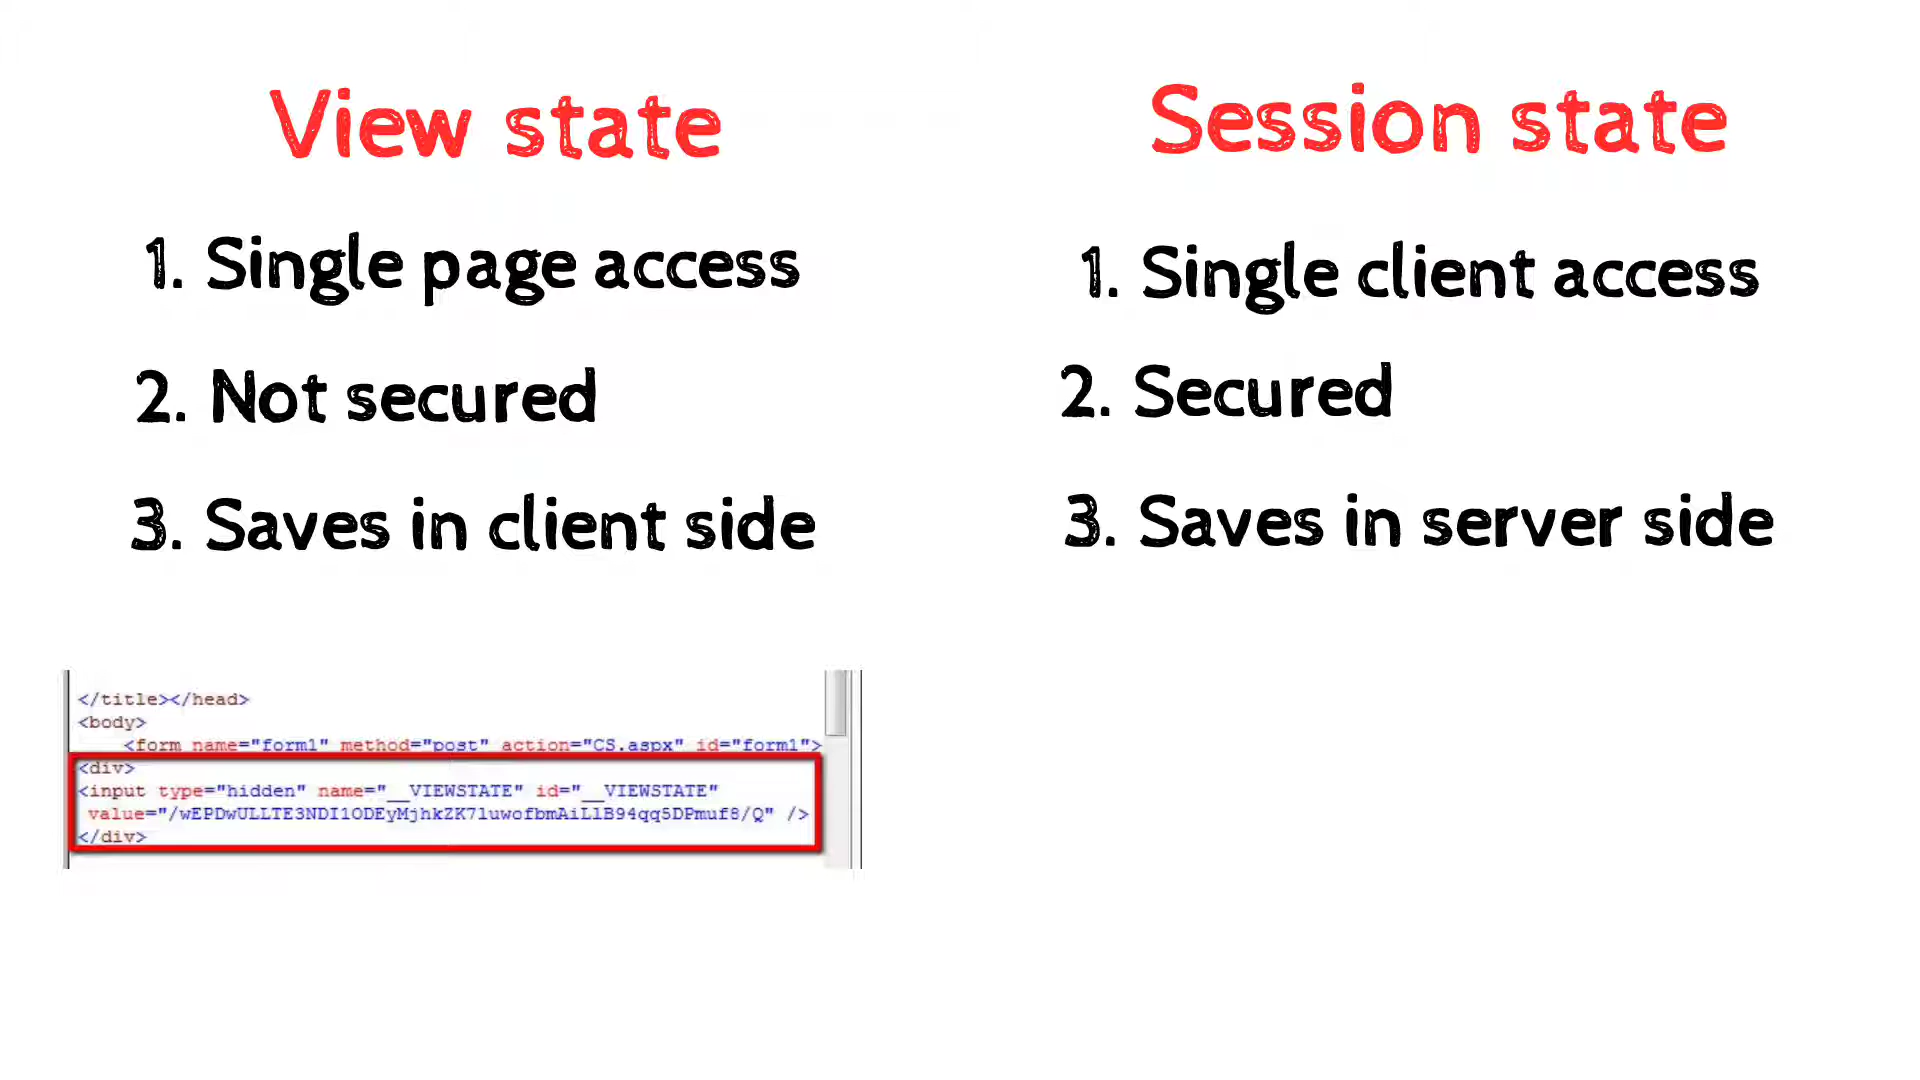 View state
1. Single page access
2. Not secured
3. Saves in client side
Session state
1. Single client access
2. Secured
3. Saves in server side
</title></head>
<body>
<form name="form1" method="post" action="CS.aspx" id="form1">
<div>
<input type="hidden" name="__VIEWSTATE" id="__VIEWSTATE"
value="/wEPDwULLTE3NDI1ODEyMjhkZK7luwofbmAiLlB94qq5DPmuf8/Q" />
</div>